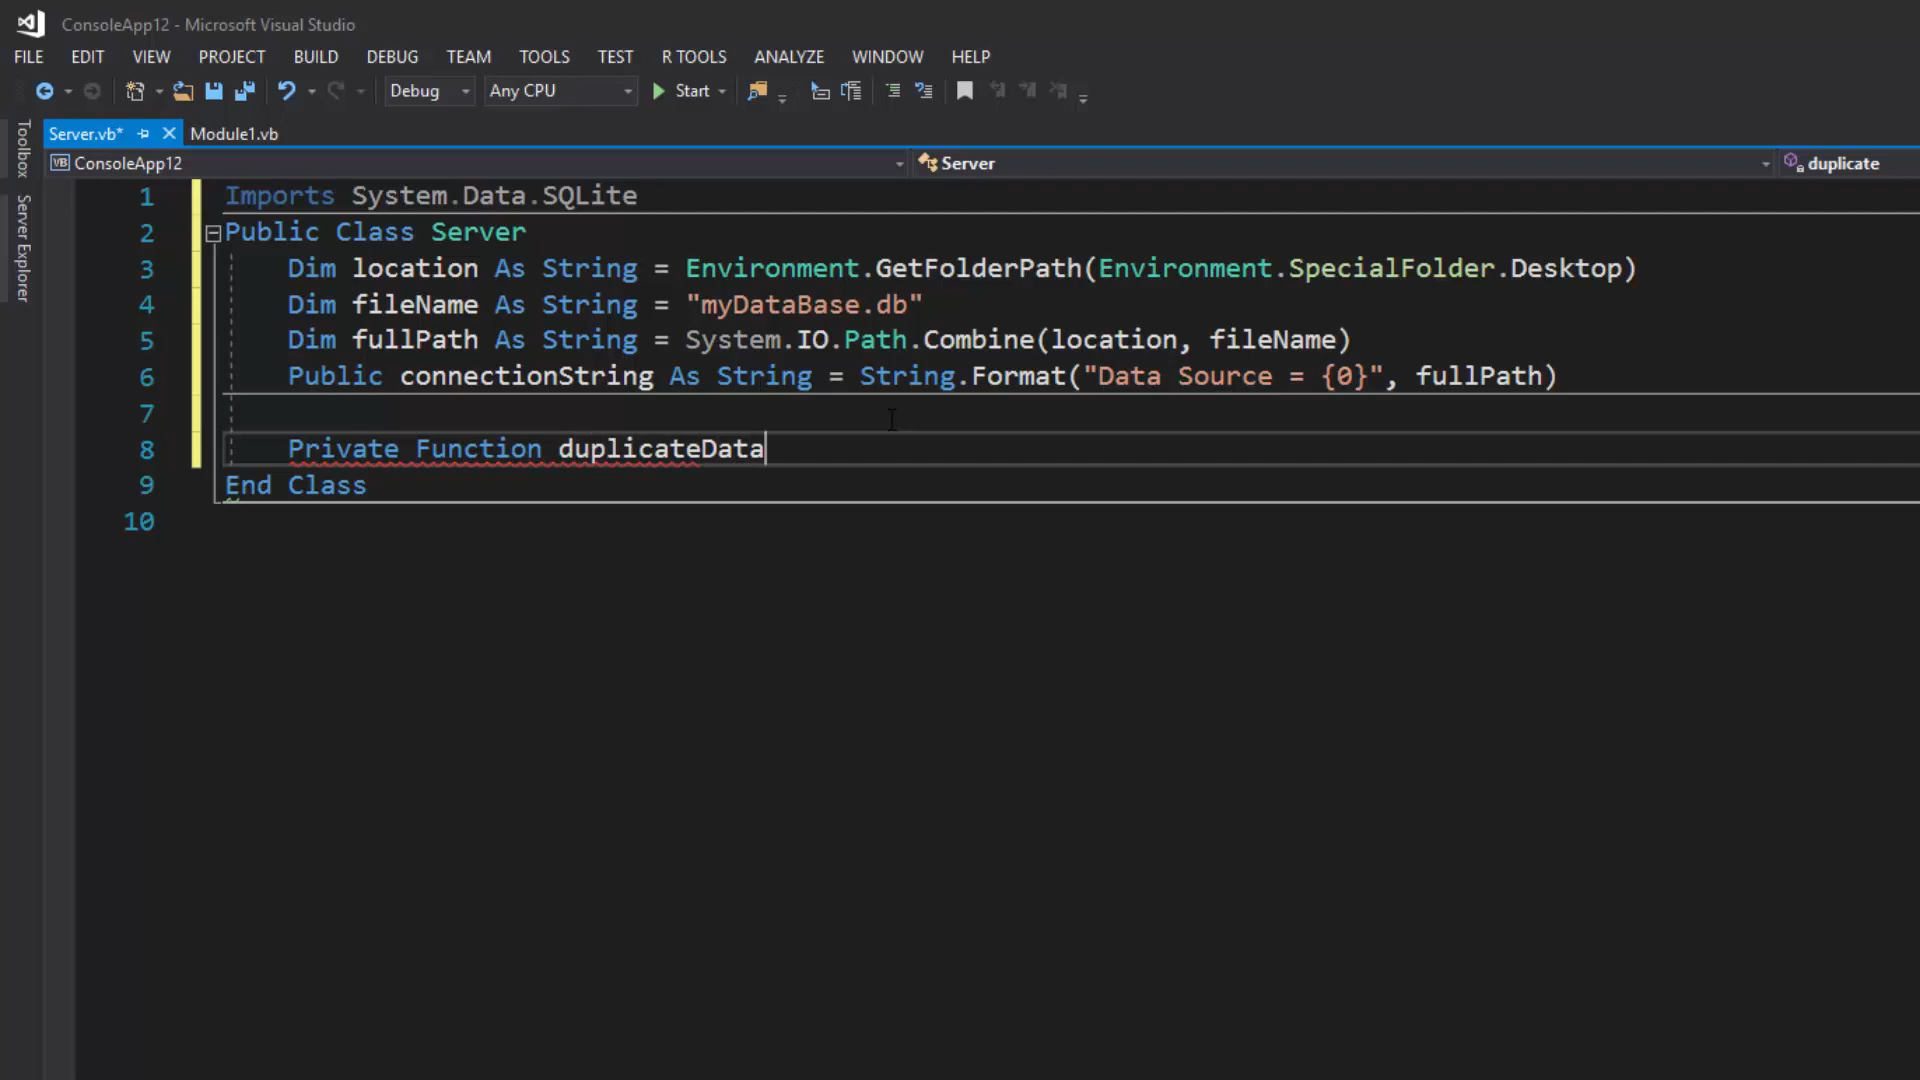 ConsoleApp12 - Microsoft Visual Studio
FILE EDIT VIEW PROJECT BUILD DEBUG TEAM TOOLS TEST R TOOLS ANALYZE WINDOW HELP
Debug Any CPU Start
Server.vb* Module1.vb
Toolbox
Server Explorer
VB ConsoleApp12 Server duplicate
1 Imports System.Data.SQLite
2 Public Class Server
3 Dim location As String = Environment.GetFolderPath(Environment.SpecialFolder.Desktop)
4 Dim fileName As String = "myDataBase.db"
5 Dim fullPath As String = System.IO.Path.Combine(location, fileName)
6 Public connectionString As String = String.Format("Data Source = {0}", fullPath)
7
8 Private Function duplicateData
9 End Class
10